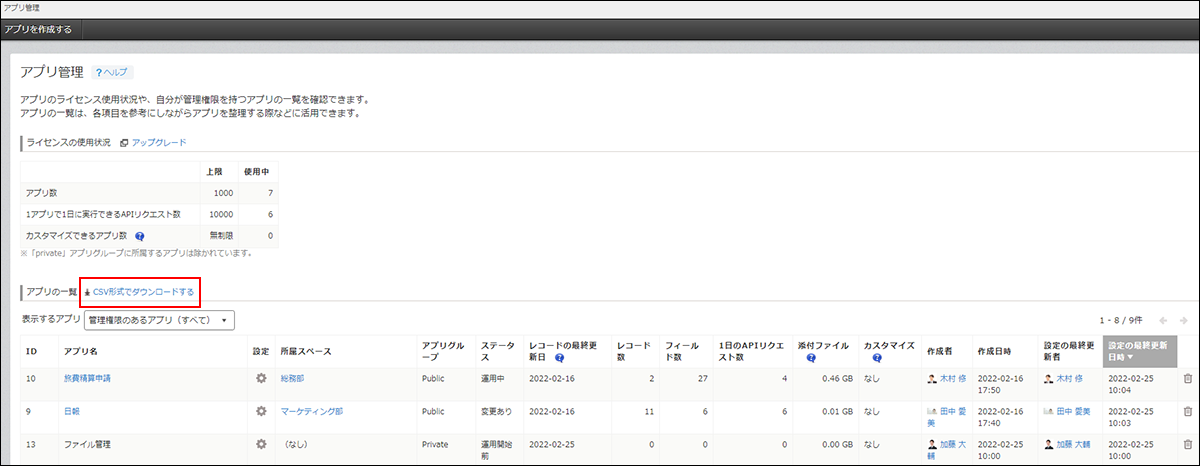 アプリ管理
アプリを作成する
アプリ管理 ?ヘルプ
アプリのライセンス使用状況や、自分が管理権限を持つアプリの一覧を確認できます。
アプリの一覧は、各項目を参考にしながらアプリを整理する際などに活用できます。
ライセンスの使用状況 アップグレード
上限 使用中
アプリ数 1000 7
1アプリで1日に実行できるAPIリクエスト数 10000 6
カスタマイズできるアプリ数 ? 無制限 0
※「private」アプリグループに所属するアプリは除かれています。
アプリの一覧 CSV形式でダウンロードする
表示するアプリ 管理権限のあるアプリ（すべて） ▼ 1 - 8 / 9件
ID アプリ名 設定 所属スペース アプリグループ ステータス レコードの最終更新日 ? レコード数 フィールド数 1日のAPIリクエスト数 添付ファイル ? カスタマイズ ? 作成者 作成日時 設定の最終更新者 設定の最終更新日時 ▼
10 旅費精算申請 総務部 Public 運用中 2022-02-16 2 27 4 0.46 GB なし 木村 修 2022-02-16 17:50 木村 修 2022-02-25 10:04
9 日報 マーケティング部 Public 変更あり 2022-02-16 11 6 6 0.01 GB なし 田中 愛美 2022-02-16 17:40 田中 愛美 2022-02-25 10:03
13 ファイル管理 （なし） Private 運用開始前 2022-02-25 0 0 0 0.00 GB なし 加藤 大輔 2022-02-25 10:00 加藤 大輔 2022-02-25 10:00